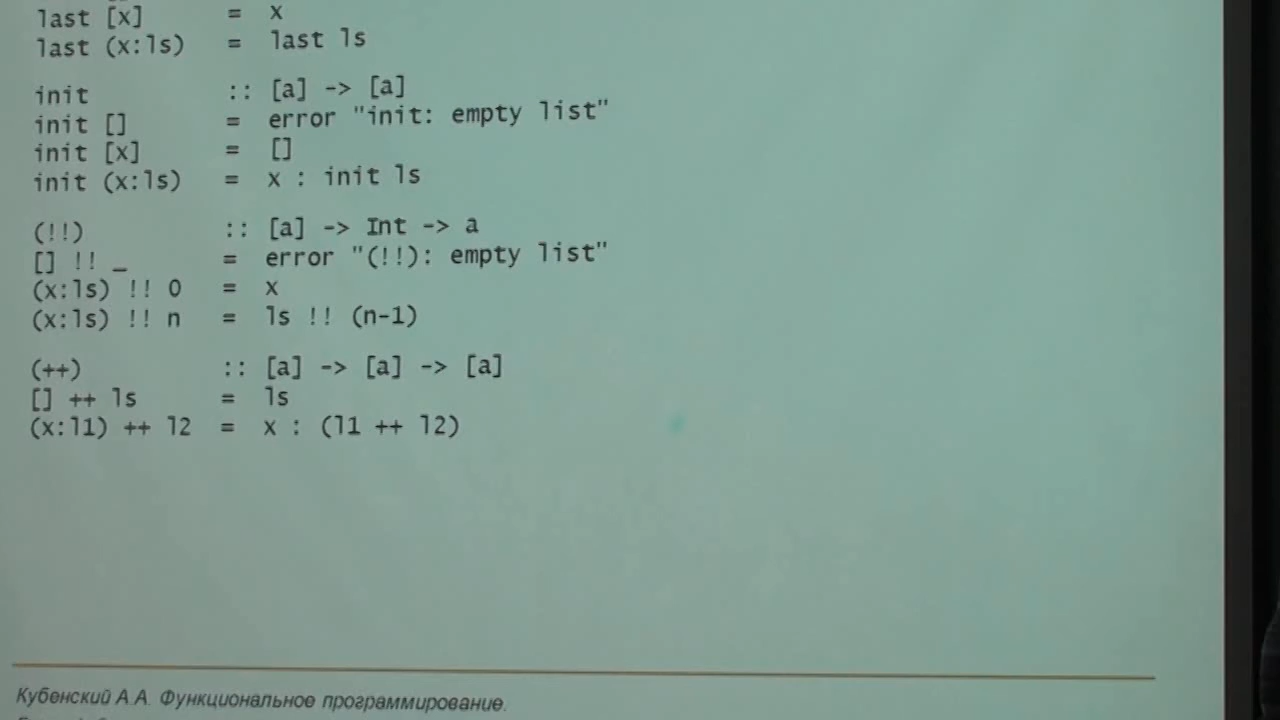 last [x] = x
last (x:ls) = last ls
init :: [a] -> [a]
init [] = error "init: empty list"
init [x] = []
init (x:ls) = x : init ls
(!!) :: [a] -> Int -> a
[] !! _ = error "(!!): empty list"
(x:ls) !! 0 = x
(x:ls) !! n = ls !! (n-1)
(++) :: [a] -> [a] -> [a]
[] ++ ls = ls
(x:l1) ++ l2 = x : (l1 ++ l2)
Кубенский А.А. Функциональное программирование.